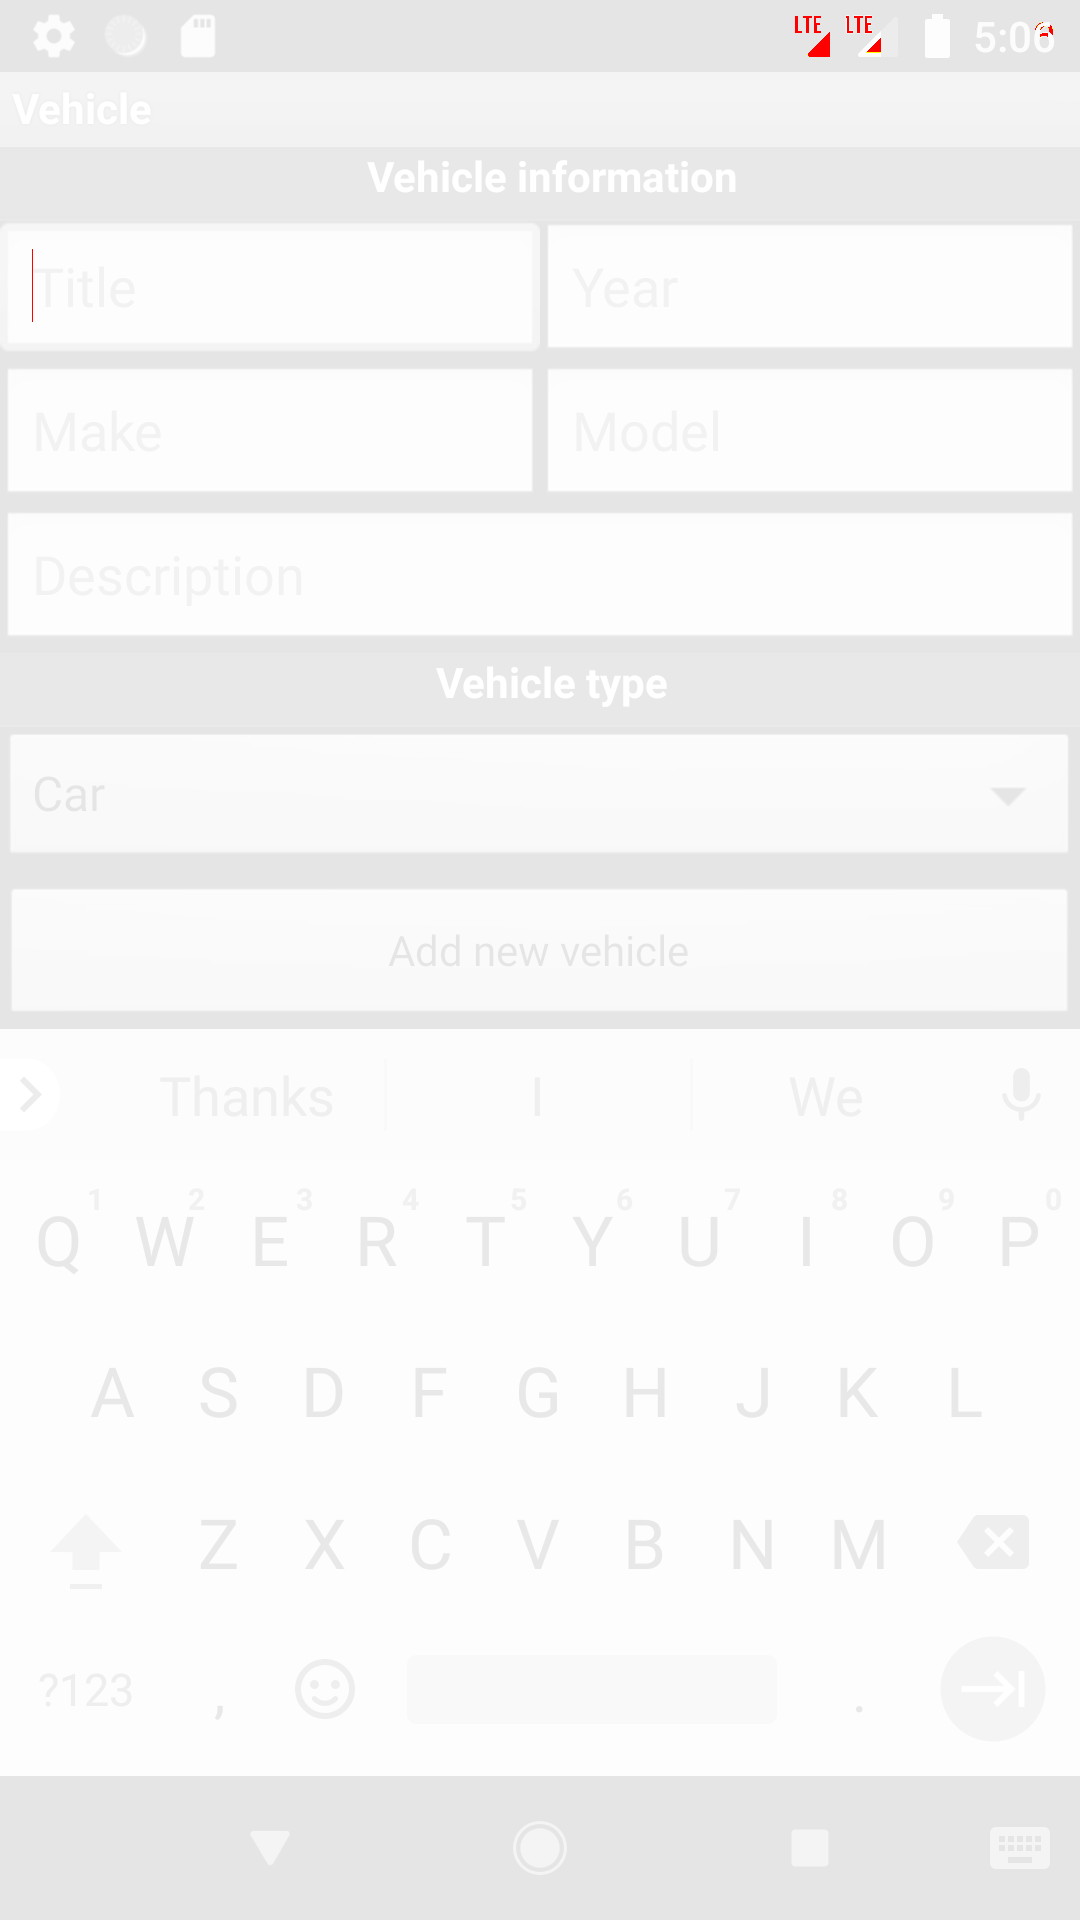 LTE LTE 5:06
Vehicle
Vehicle information
Title Year
Make Model
Description
Vehicle type
Car
Add new vehicle
Thanks I We
1 2 3 4 5 6 7 8 9 0
Q W E R T Y U I O P
A S D F G H J K L
Z X C V B N M
?123 , .